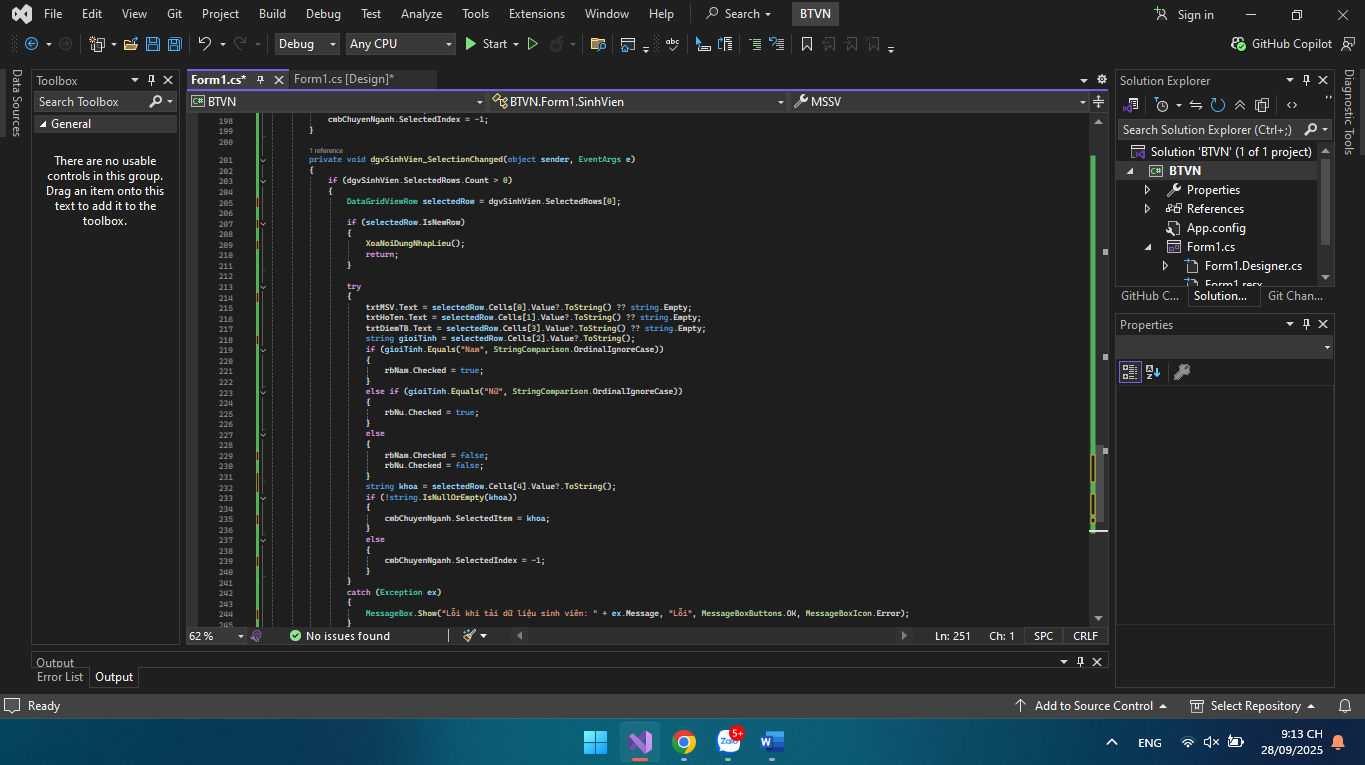 File Edit View Git Project Build Debug Test Analyze Tools Extensions Window Help Search BTVN Sign in
Debug Any CPU Start GitHub Copilot
Data Sources
Toolbox
Search Toolbox
General
There are no usable
controls in this group.
Drag an item onto this
text to add it to the
toolbox.
Form1.cs* Form1.cs [Design]*
BTVN BTVN.Form1.SinhVien MSSV
198 cmbChuyenNganh.SelectedIndex = -1;
199 }
200
1 reference
201 private void dgvSinhVien_SelectionChanged(object sender, EventArgs e)
202 {
203 if (dgvSinhVien.SelectedRows.Count > 0)
204 {
205 DataGridViewRow selectedRow = dgvSinhVien.SelectedRows[0];
206
207 if (selectedRow.IsNewRow)
208 {
209 XoaNoiDungNhapLieu();
210 return;
211 }
212
213 try
214 {
215 txtMSV.Text = selectedRow.Cells[0].Value?.ToString() ?? string.Empty;
216 txtHoTen.Text = selectedRow.Cells[1].Value?.ToString() ?? string.Empty;
217 txtDiemTB.Text = selectedRow.Cells[3].Value?.ToString() ?? string.Empty;
218 string gioiTinh = selectedRow.Cells[2].Value?.ToString();
219 if (gioiTinh.Equals("Nam", StringComparison.OrdinalIgnoreCase))
220 {
221 rbNam.Checked = true;
222 }
223 else if (gioiTinh.Equals("Nữ", StringComparison.OrdinalIgnoreCase))
224 {
225 rbNu.Checked = true;
226 }
227 else
228 {
229 rbNam.Checked = false;
230 rbNu.Checked = false;
231 }
232 string khoa = selectedRow.Cells[4].Value?.ToString();
233 if (!string.IsNullOrEmpty(khoa))
234 {
235 cmbChuyenNganh.SelectedItem = khoa;
236 }
237 else
238 {
239 cmbChuyenNganh.SelectedIndex = -1;
240 }
241 }
242 catch (Exception ex)
243 {
244 MessageBox.Show("Lỗi khi tải dữ liệu sinh viên: " + ex.Message, "Lỗi", MessageBoxButtons.OK, MessageBoxIcon.Error);
245 }
62 % No issues found Ln: 251 Ch: 1 SPC CRLF
Output
Error List Output
Solution Explorer
Search Solution Explorer (Ctrl+;)
Solution 'BTVN' (1 of 1 project)
BTVN
Properties
References
App.config
Form1.cs
Form1.Designer.cs
Form1.resx
GitHub C... Solution... Git Chan...
Properties
Diagnostic Tools
Ready Add to Source Control Select Repository
Zalo 5+
ENG
9:13 CH
28/09/2025